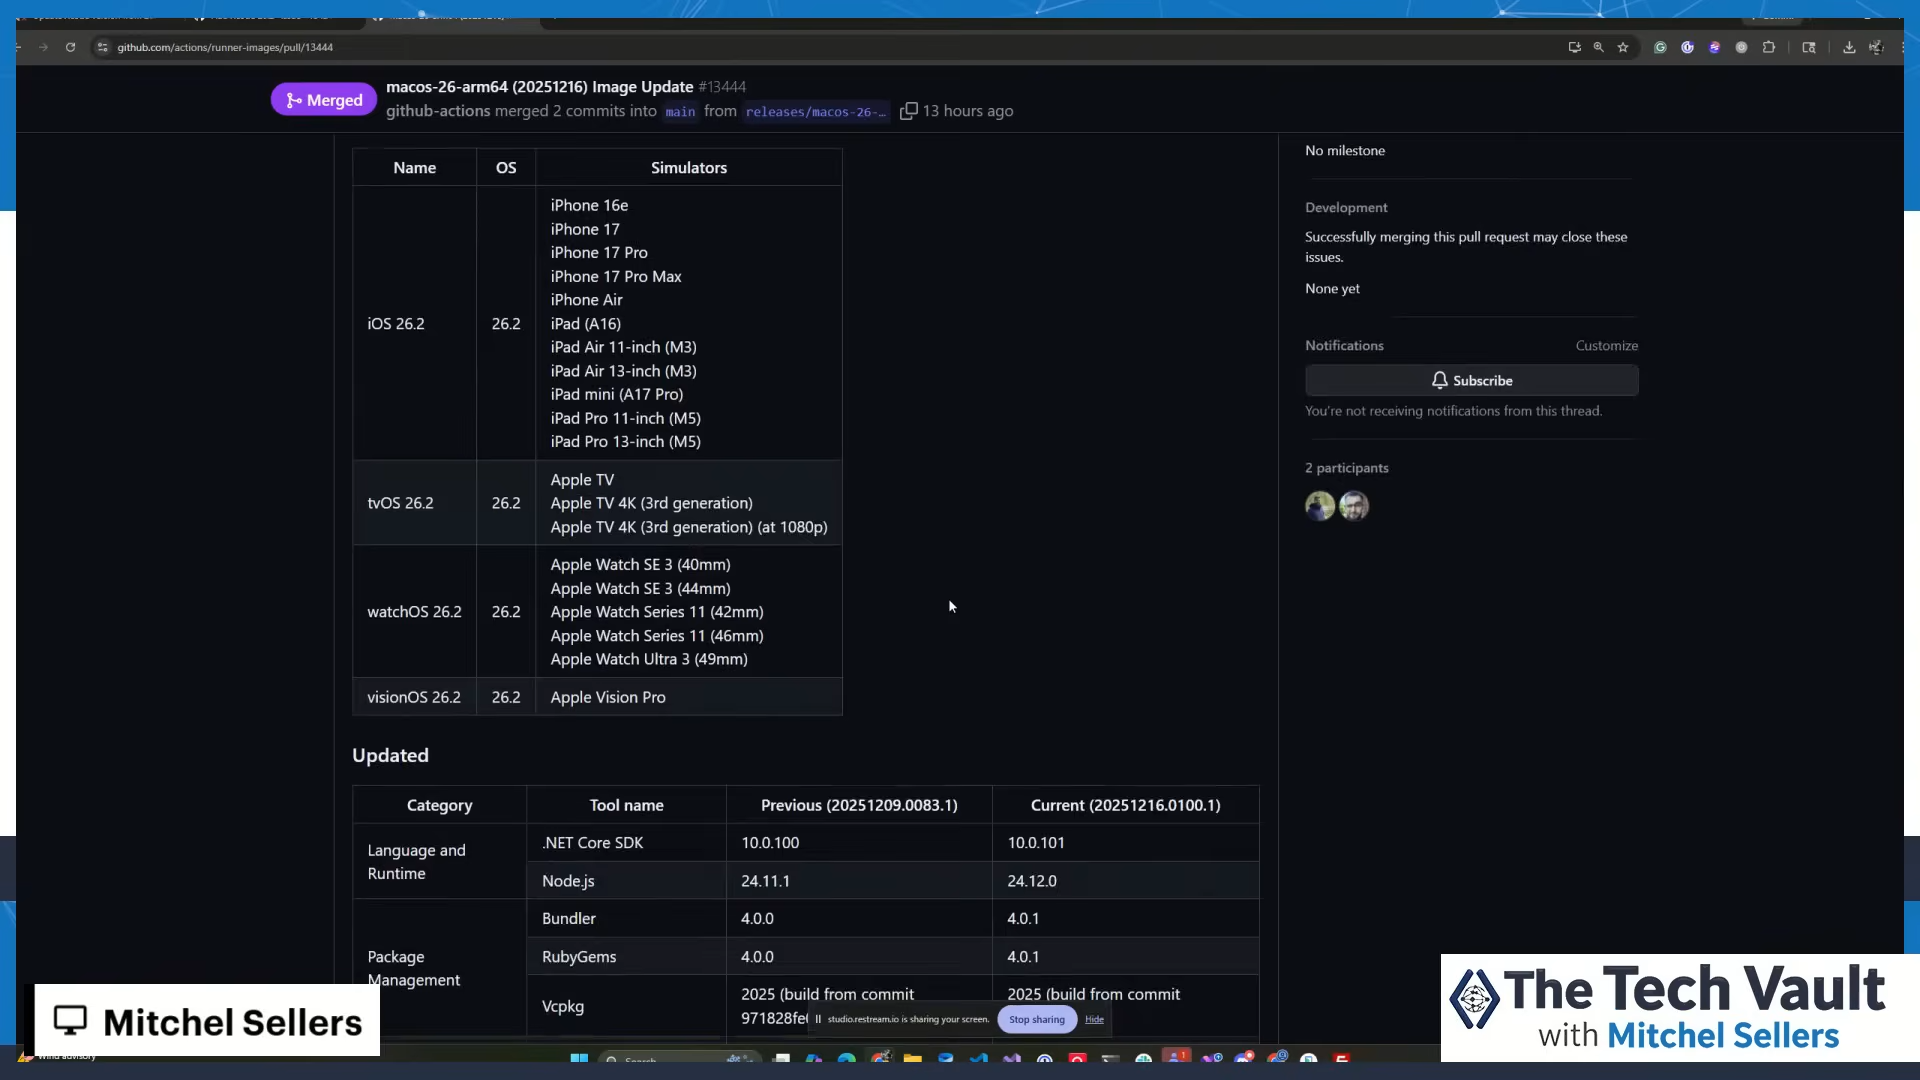 github.com/actions/runner-images/pull/13444
Merged
macos-26-arm64 (20251216) Image Update #13444
github-actions merged 2 commits into main from releases/macos-26-… 13 hours ago
Name OS Simulators
iOS 26.2 26.2
iPhone 16e
iPhone 17
iPhone 17 Pro
iPhone 17 Pro Max
iPhone Air
iPad (A16)
iPad Air 11-inch (M3)
iPad Air 13-inch (M3)
iPad mini (A17 Pro)
iPad Pro 11-inch (M5)
iPad Pro 13-inch (M5)
tvOS 26.2 26.2
Apple TV
Apple TV 4K (3rd generation)
Apple TV 4K (3rd generation) (at 1080p)
watchOS 26.2 26.2
Apple Watch SE 3 (40mm)
Apple Watch SE 3 (44mm)
Apple Watch Series 11 (42mm)
Apple Watch Series 11 (46mm)
Apple Watch Ultra 3 (49mm)
visionOS 26.2 26.2 Apple Vision Pro
Updated
Category Tool name Previous (20251209.0083.1) Current (20251216.0100.1)
Language and
Runtime
.NET Core SDK 10.0.100 10.0.101
Node.js 24.11.1 24.12.0
Package
Management
Bundler 4.0.0 4.0.1
RubyGems 4.0.0 4.0.1
Vcpkg
2025 (build from commit
971828fe
2025 (build from commit
No milestone
Development
Successfully merging this pull request may close these
issues.
None yet
Notifications Customize
Subscribe
You're not receiving notifications from this thread.
2 participants
studio.restream.io is sharing your screen. Stop sharing Hide
Mitchel Sellers
The Tech Vault
with Mitchel Sellers
Wind advisory
Search